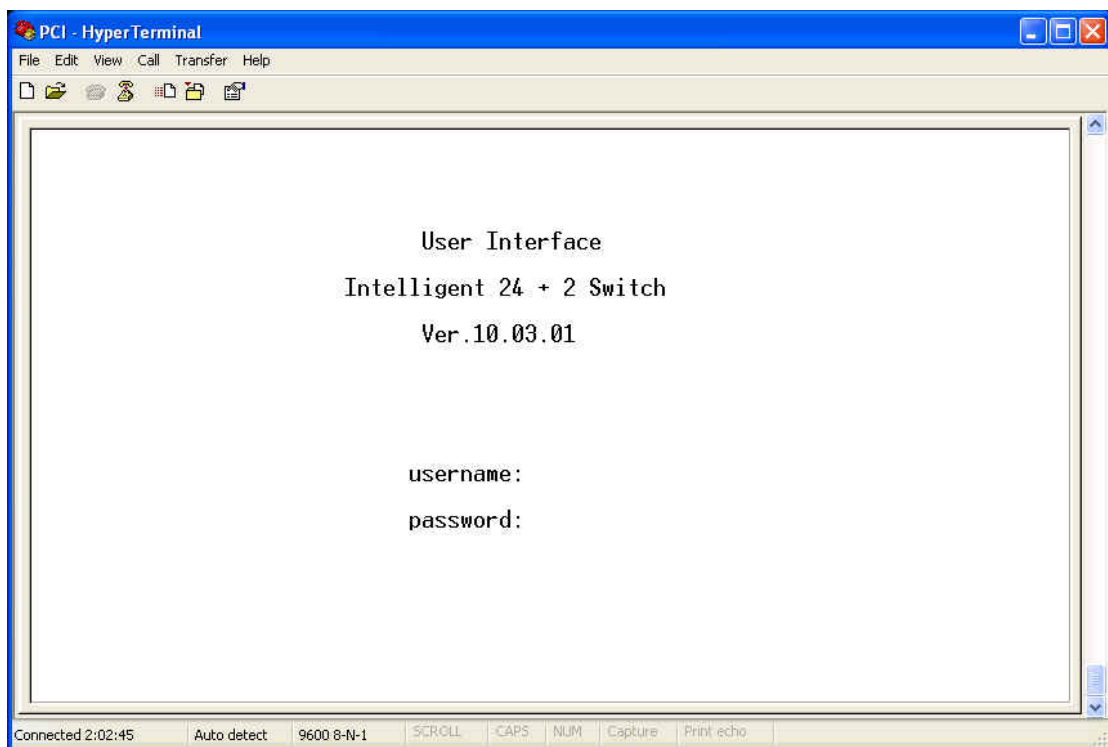 PCI - HyperTerminal
File Edit View Call Transfer Help
User Interface
Intelligent 24 + 2 Switch
Ver.10.03.01
username:
password:
Connected 2:02:45 Auto detect 9600 8-N-1 SCROLL CAPS NUM Capture Print echo